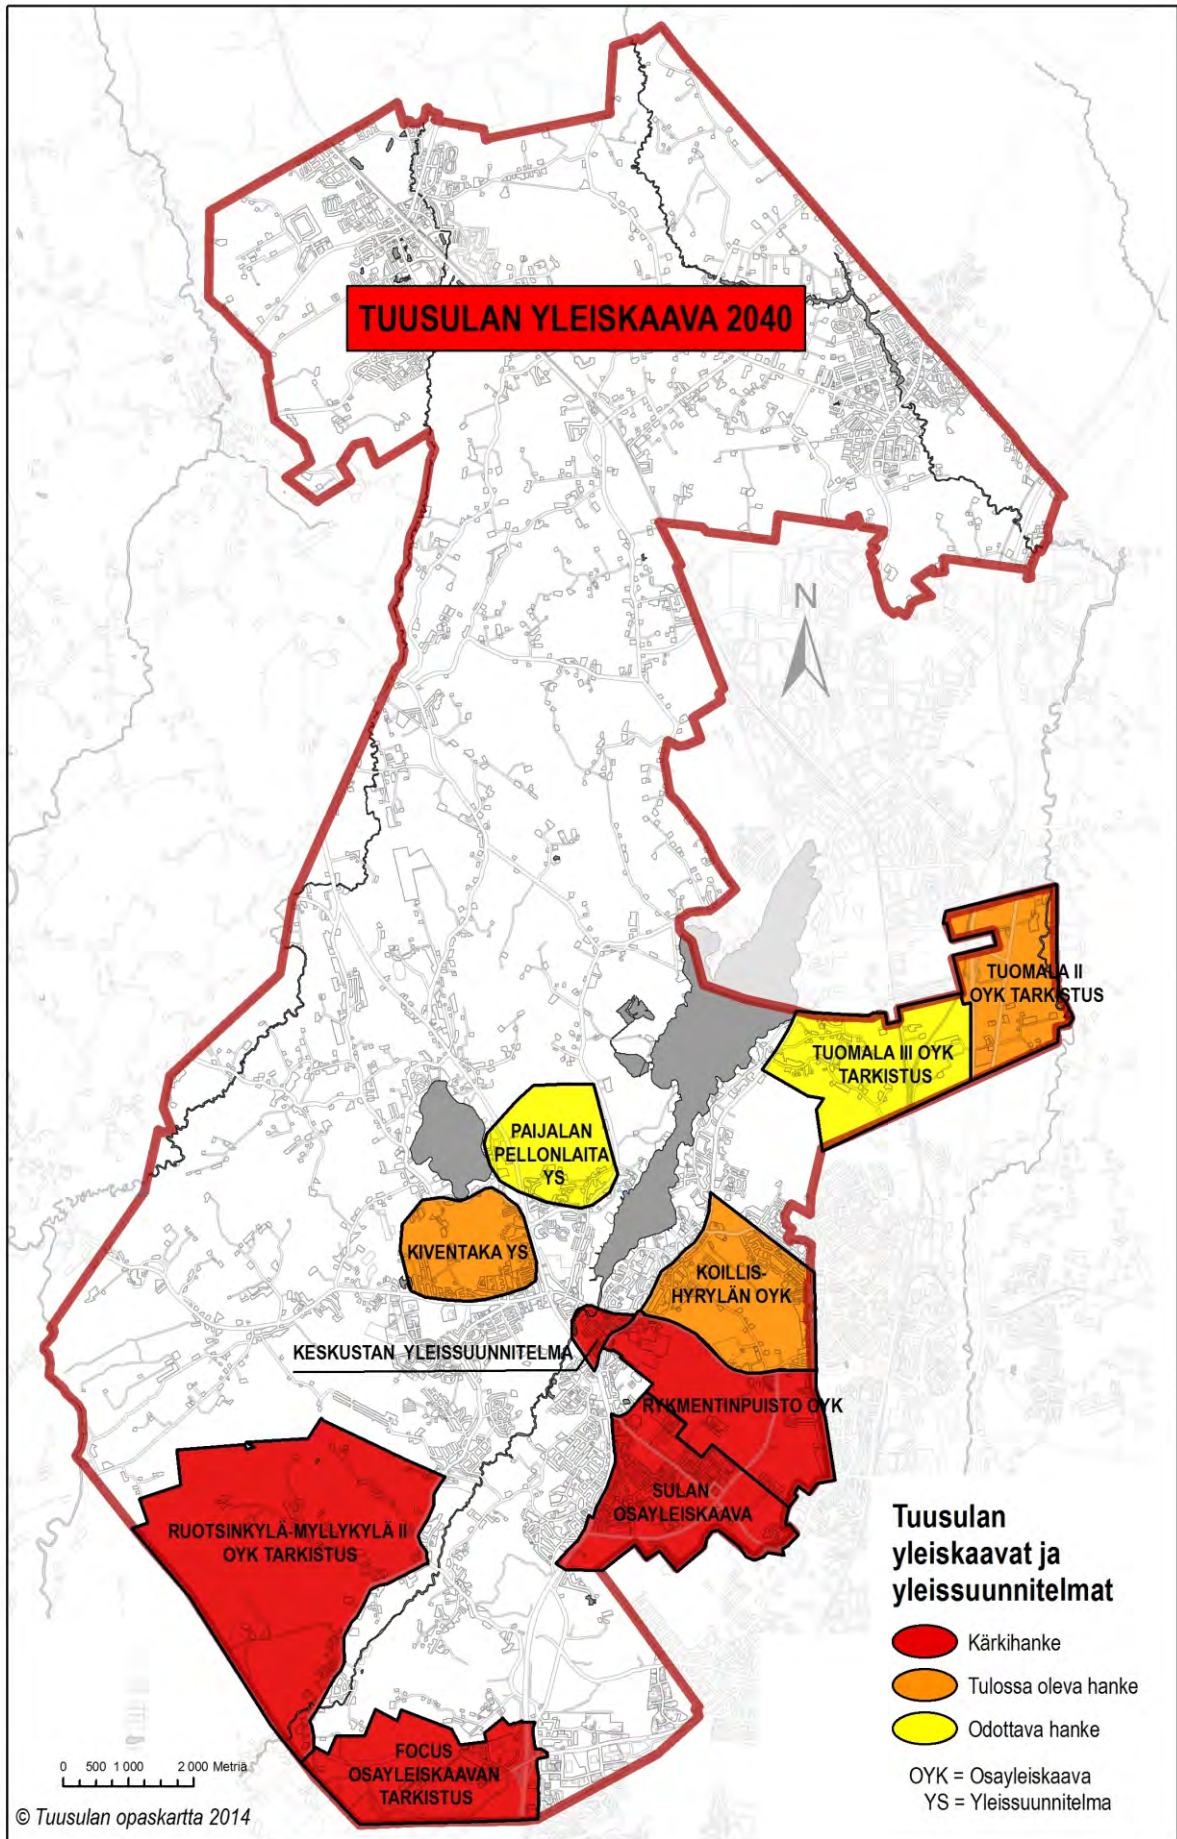 TUUSULAN YLEISKAAVA 2040
N
TUOMALA II
OYK TARKISTUS
TUOMALA III OYK
TARKISTUS
PAIJALAN
PELLONLAITA
YS
KIVENTAKA YS
KOILLIS-
HYRYLÄN OYK
KESKUSTAN YLEISSUUNNITELMA
RYKMENTINPUISTO OYK
SULAN
OSAYLEISKAAVA
RUOTSINKYLÄ-MYLLYKYLÄ II
OYK TARKISTUS
FOCUS
OSAYLEISKAAVAN
TARKISTUS
Tuusulan
yleiskaavat ja
yleissuunnitelmat
Kärkihanke
Tulossa oleva hanke
Odottava hanke
OYK = Osayleiskaava
YS = Yleissuunnitelma
0 500 1 000 2 000 Metriä
© Tuusulan opaskartta 2014